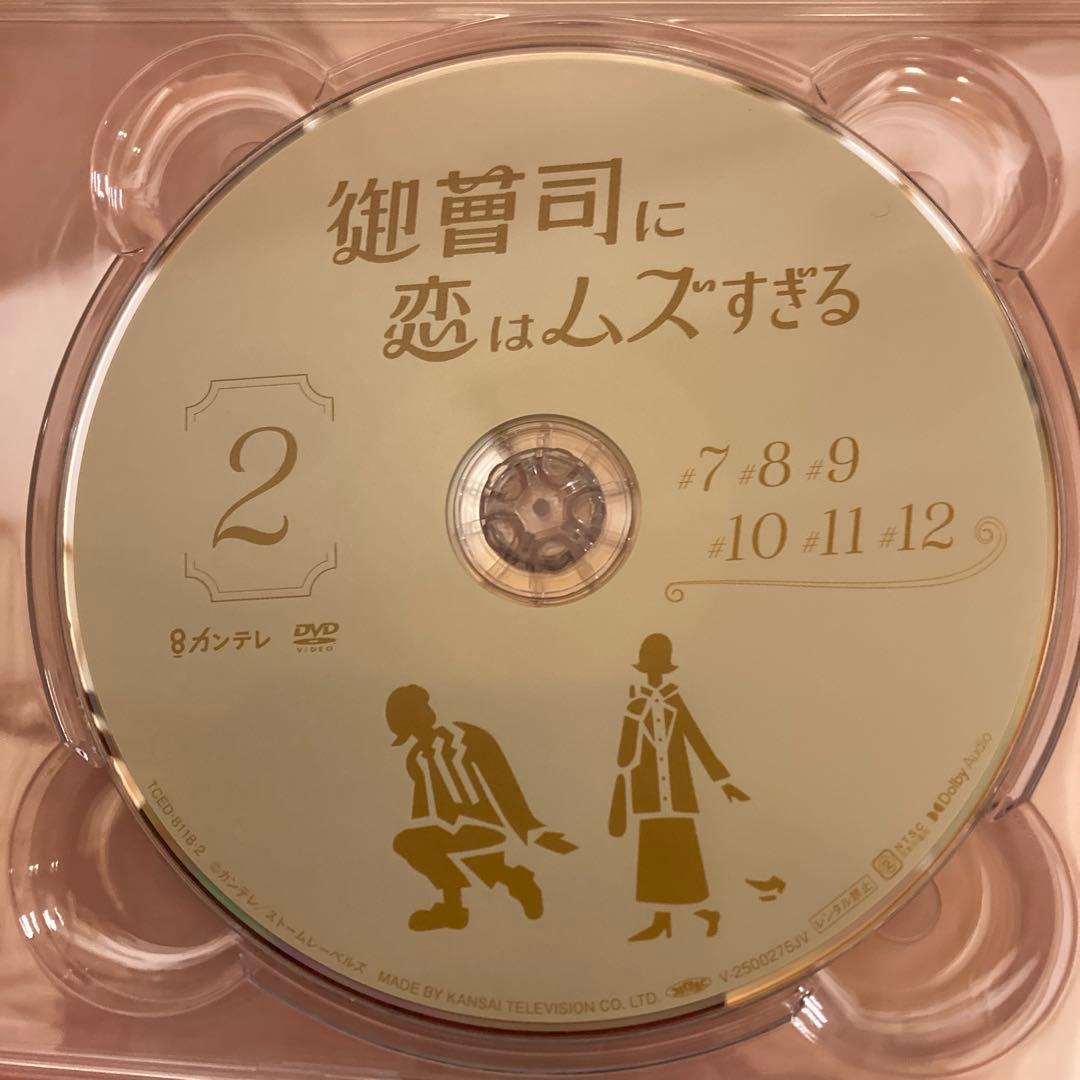 御曹司に
恋はムズすぎる
2
#7 #8 #9
#10 #11 #12
8カンテレ
DVD
VIDEO
TCED-8118-2
©カンテレ/ストームレーベルズ
MADE BY KANSAI TELEVISION CO. LTD.
V-2500275JV
レンタル禁止
2
NTSC
Dolby Audio